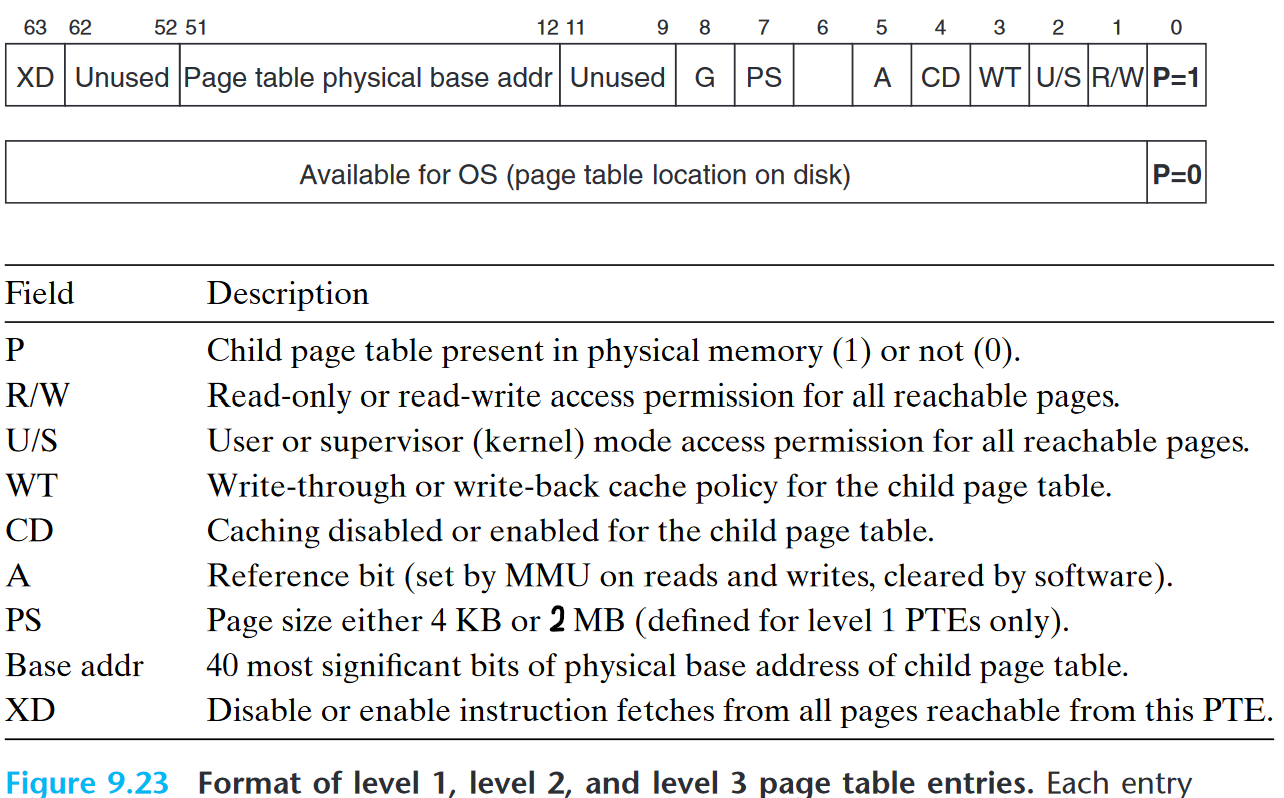 63 62 52 51 12 11 9 8 7 6 5 4 3 2 1 0
XD Unused Page table physical base addr Unused G PS A CD WT U/S R/W P=1
Available for OS (page table location on disk) P=0
Field Description
P Child page table present in physical memory (1) or not (0).
R/W Read-only or read-write access permission for all reachable pages.
U/S User or supervisor (kernel) mode access permission for all reachable pages.
WT Write-through or write-back cache policy for the child page table.
CD Caching disabled or enabled for the child page table.
A Reference bit (set by MMU on reads and writes, cleared by software).
PS Page size either 4 KB or 2 MB (defined for level 1 PTEs only).
Base addr 40 most significant bits of physical base address of child page table.
XD Disable or enable instruction fetches from all pages reachable from this PTE.
Figure 9.23 Format of level 1, level 2, and level 3 page table entries. Each entry